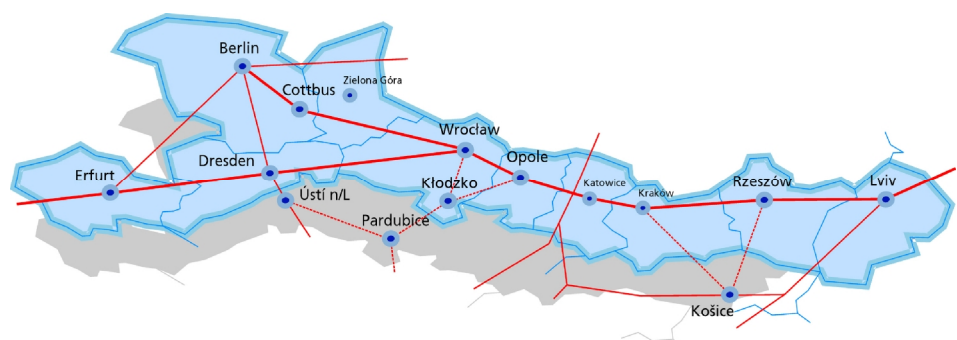 Berlin
Zielona Góra
Cottbus
Wrocław
Dresden
Opole
Erfurt
Kłodzko
Katowice
Rzeszów
Lviv
Ústí n/L
Kraków
Pardubice
Košice